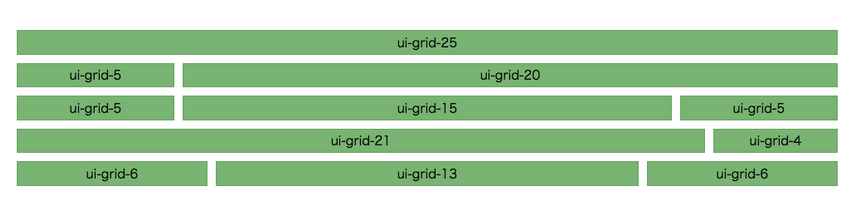 ui-grid-25
ui-grid-5 ui-grid-20
ui-grid-5 ui-grid-15 ui-grid-5
ui-grid-21 ui-grid-4
ui-grid-6 ui-grid-13 ui-grid-6